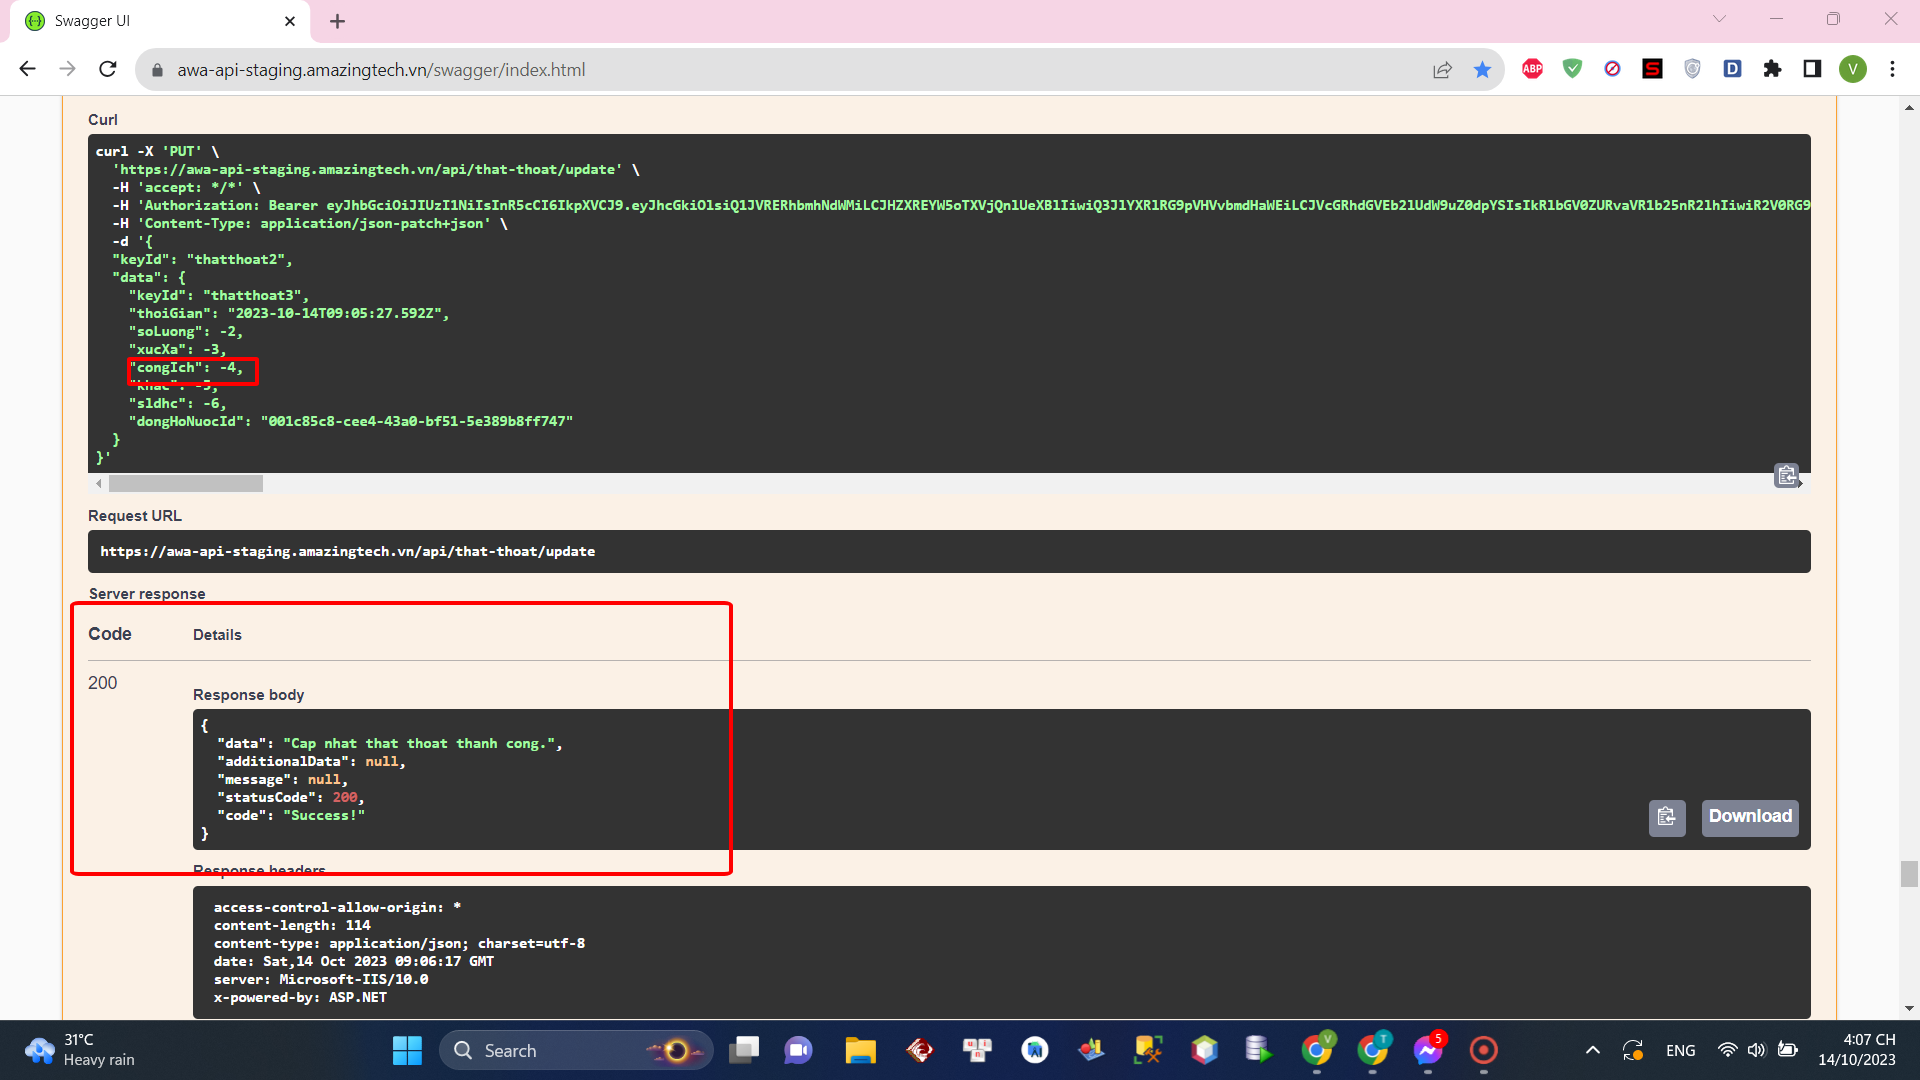 Swagger UI
awa-api-staging.amazingtech.vn/swagger/index.html
ABP
S
D
V
Curl
curl -X 'PUT' \
'https://awa-api-staging.amazingtech.vn/api/that-thoat/update' \
-H 'accept: */*' \
-H 'Content-Type: application/json-patch+json' \
-d '{
"keyId": "thatthoat2",
"data": {
"keyId": "thatthoat3",
"thoiGian": "2023-10-14T09:05:27.592Z",
"soLuong": -2,
"xucXa": -3,
"congIch": -4,
"khac": -5,
"sldhc": -6,
"dongHoNuocId": "001c85c8-cee4-43a0-bf51-5e389b8ff747"
}
}'
Request URL
https://awa-api-staging.amazingtech.vn/api/that-thoat/update
Server response
Code Details
200
Response body
{
"data": "Cap nhat that thoat thanh cong.",
"additionalData": null,
"message": null,
"statusCode": 200,
"code": "Success!"
}
Download
Response headers
access-control-allow-origin: *
content-length: 114
content-type: application/json; charset=utf-8
date: Sat,14 Oct 2023 09:06:17 GMT
server: Microsoft-IIS/10.0
x-powered-by: ASP.NET
31°C
Heavy rain
Search
V
T
5
ENG
4:07 CH
14/10/2023